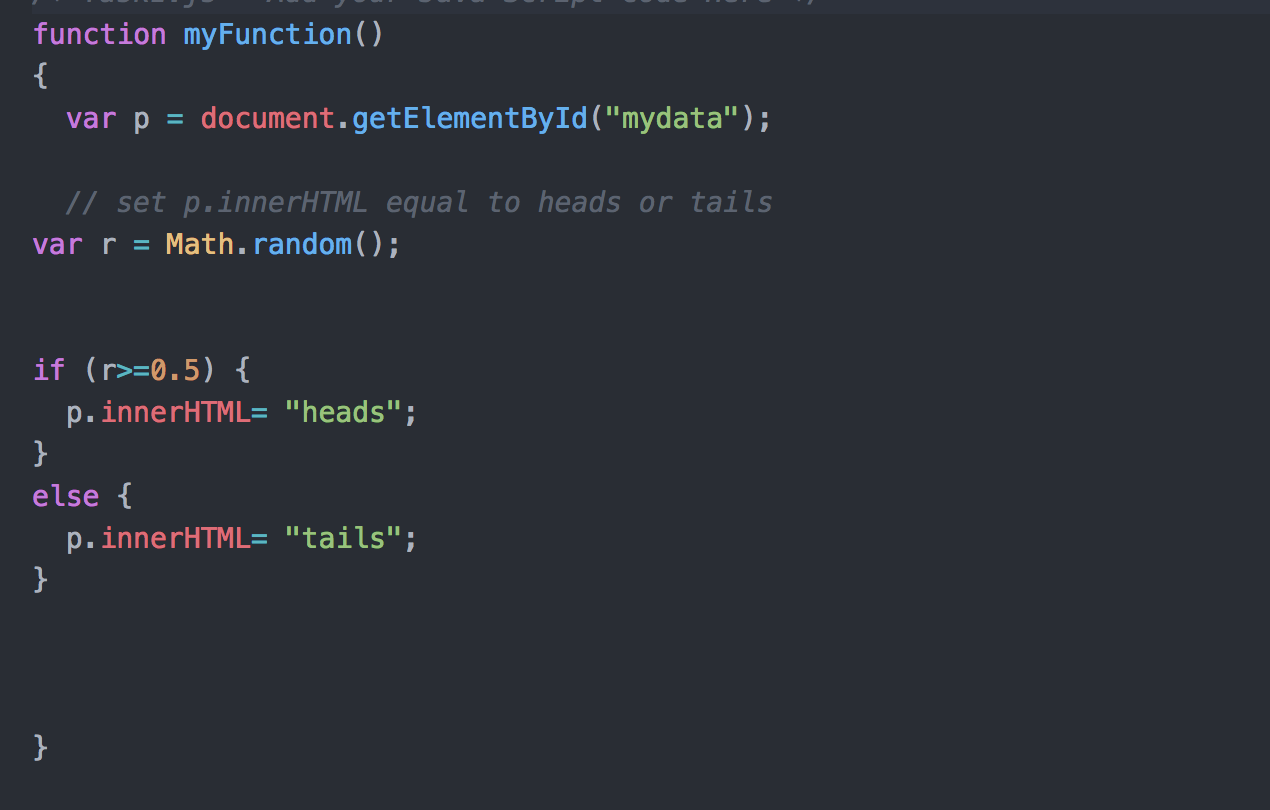 function myFunction()
{
  var p = document.getElementById("mydata");
  // set p.innerHTML equal to heads or tails
var r = Math.random();
if (r>=0.5) {
  p.innerHTML= "heads";
}
else {
  p.innerHTML= "tails";
}
}